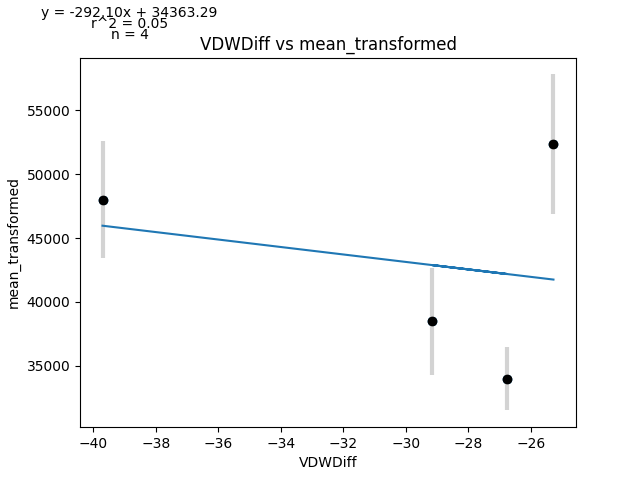 y = -292.10x + 34363.29
r^2 = 0.05
n = 4
VDWDiff vs mean_transformed
55000
50000
45000
40000
35000
mean_transformed
−40 −38 −36 −34 −32 −30 −28 −26
VDWDiff